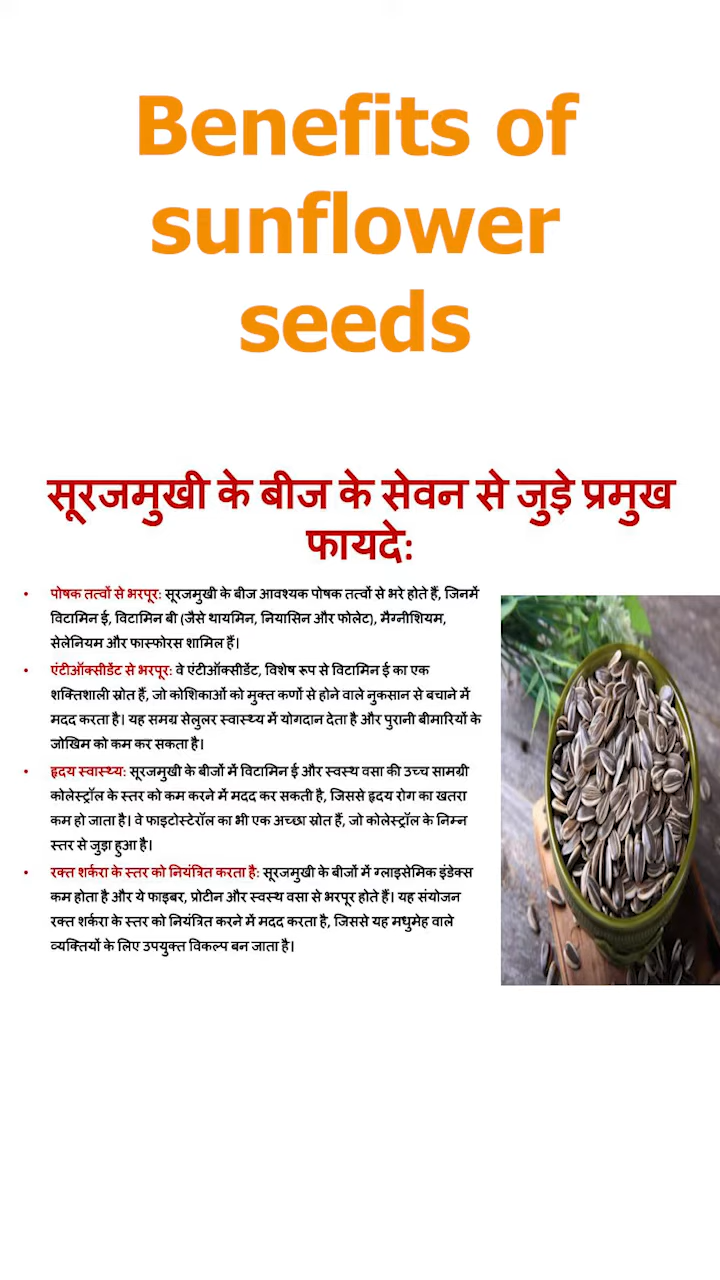 Benefits of
sunflower
seeds
सूरजमुखी के बीज के सेवन से जुड़े प्रमुख
फायदे:
• पोषक तत्वों से भरपूर: सूरजमुखी के बीज आवश्यक पोषक तत्वों से भरे होते हैं, जिनमें
विटामिन ई, विटामिन बी (जैसे थायमिन, नियासिन और फोलेट), मैग्नीशियम,
सेलेनियम और फास्फोरस शामिल हैं।
• एंटीऑक्सीडेंट से भरपूर: वे एंटीऑक्सीडेंट, विशेष रूप से विटामिन ई का एक
शक्तिशाली स्रोत हैं, जो कोशिकाओं को मुक्त कणों से होने वाले नुकसान से बचाने में
मदद करता है। यह समग्र सेलुलर स्वास्थ्य में योगदान देता है और पुरानी बीमारियों के
जोखिम को कम कर सकता है।
• हृदय स्वास्थ्य: सूरजमुखी के बीजों में विटामिन ई और स्वस्थ वसा की उच्च सामग्री
कोलेस्ट्रॉल के स्तर को कम करने में मदद कर सकती है, जिससे हृदय रोग का खतरा
कम हो जाता है। वे फाइटोस्टेरॉल का भी एक अच्छा स्रोत हैं, जो कोलेस्ट्रॉल के निम्न
स्तर से जुड़ा हुआ है।
• रक्त शर्करा के स्तर को नियंत्रित करता है: सूरजमुखी के बीजों में ग्लाइसेमिक इंडेक्स
कम होता है और ये फाइबर, प्रोटीन और स्वस्थ वसा से भरपूर होते हैं। यह संयोजन
रक्त शर्करा के स्तर को नियंत्रित करने में मदद करता है, जिससे यह मधुमेह वाले
व्यक्तियों के लिए उपयुक्त विकल्प बन जाता है।